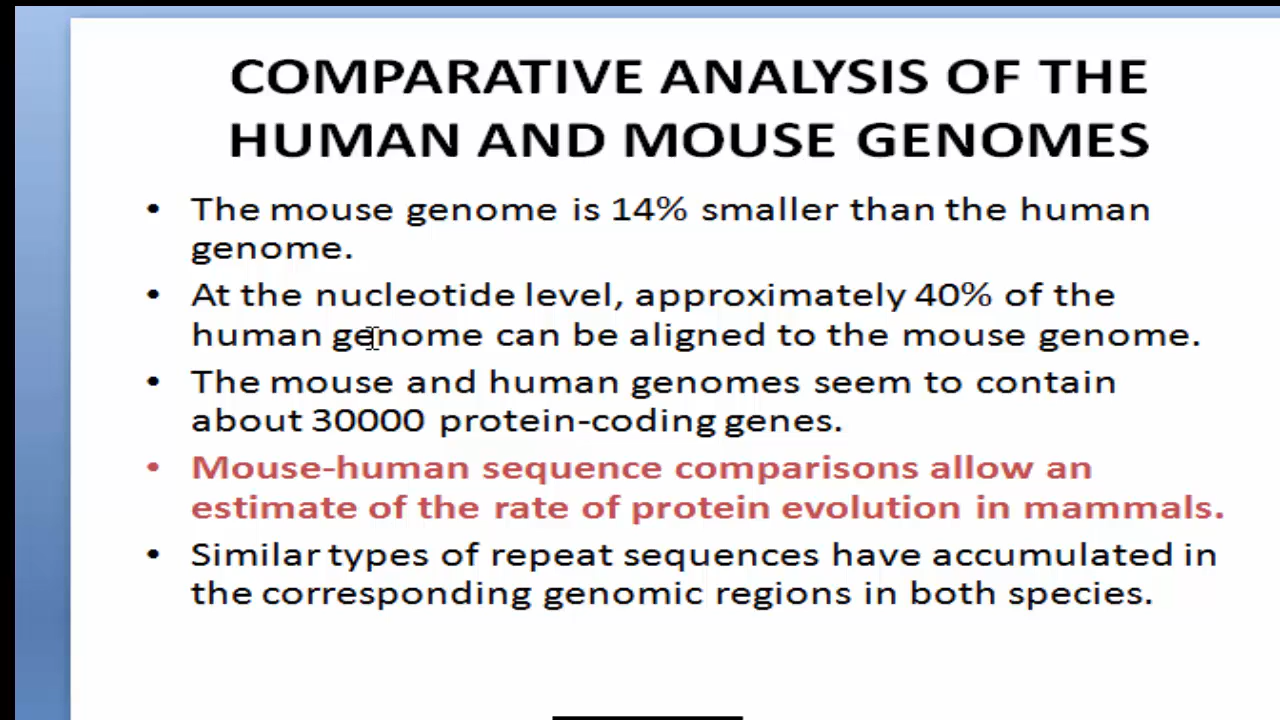 COMPARATIVE ANALYSIS OF THE
HUMAN AND MOUSE GENOMES
• The mouse genome is 14% smaller than the human
genome.
• At the nucleotide level, approximately 40% of the
human genome can be aligned to the mouse genome.
• The mouse and human genomes seem to contain
about 30000 protein-coding genes.
• Mouse-human sequence comparisons allow an
estimate of the rate of protein evolution in mammals.
• Similar types of repeat sequences have accumulated in
the corresponding genomic regions in both species.